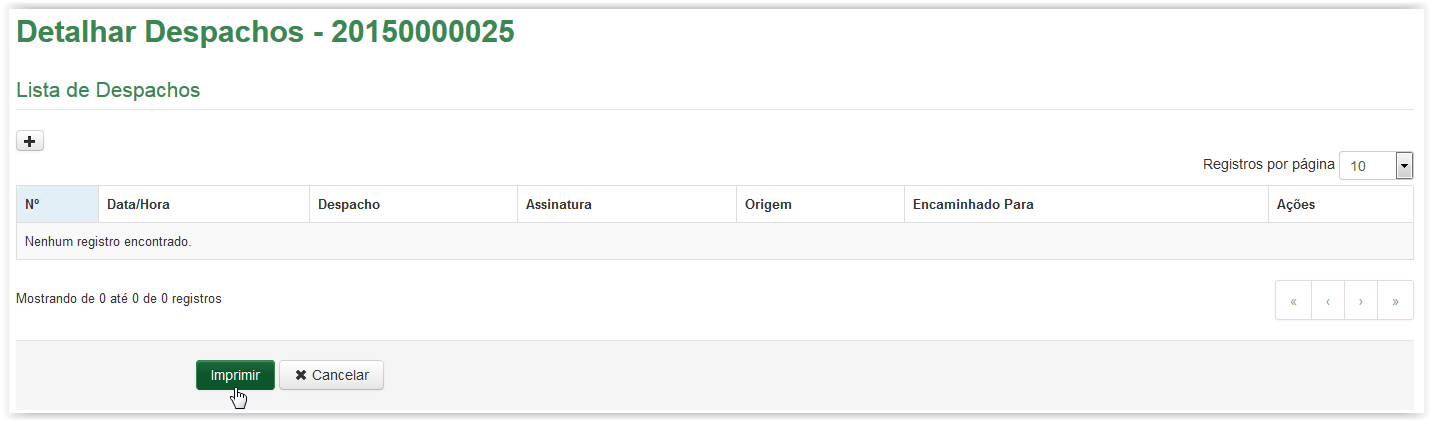 Detalhar Despachos - 20150000025
Lista de Despachos
Registros por página 10
Nº Data/Hora Despacho Assinatura Origem Encaminhado Para Ações
Nenhum registro encontrado.
Mostrando de 0 até 0 de 0 registros
« ‹ › »
Imprimir Cancelar